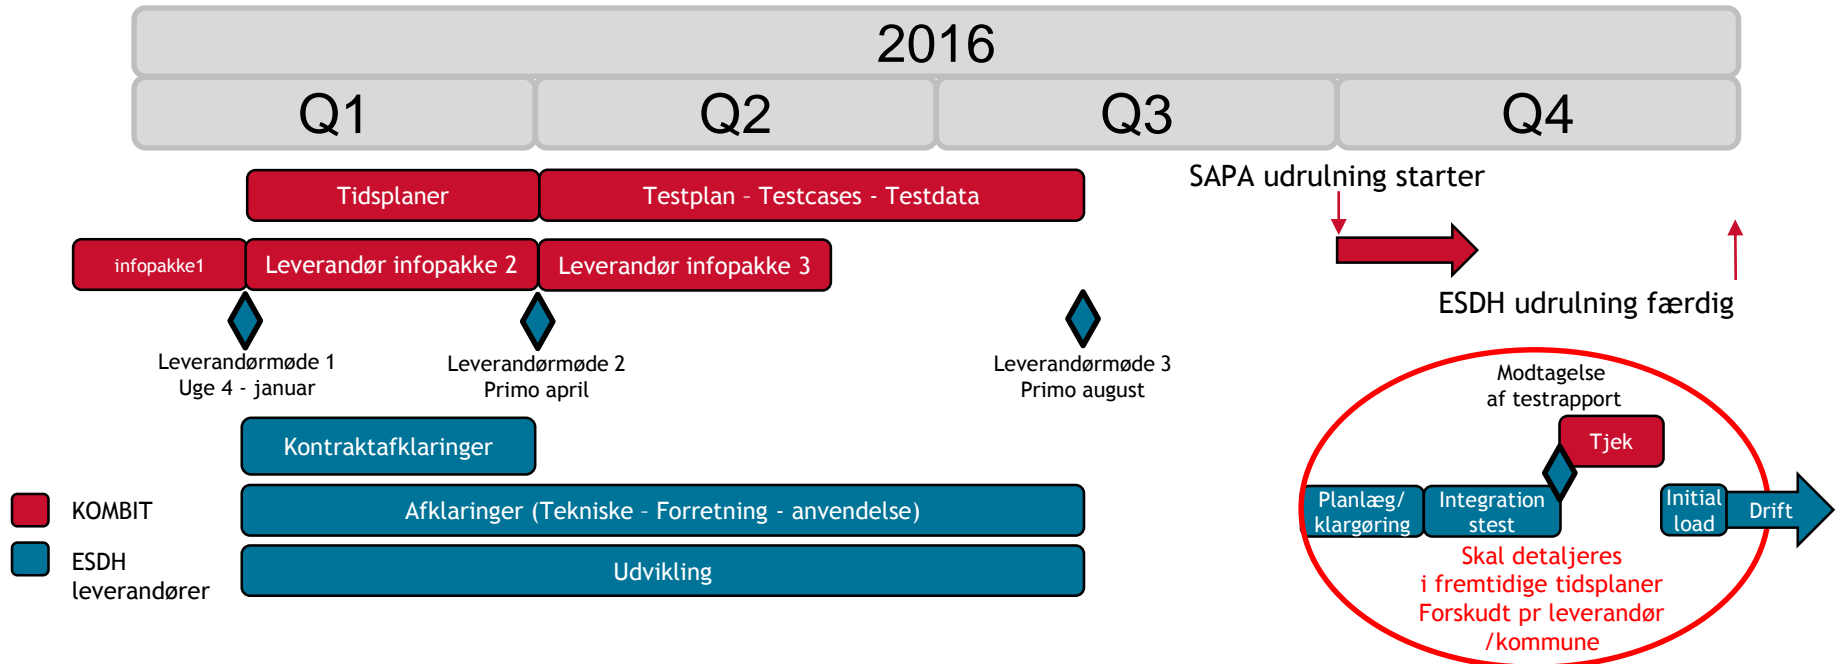 2016
Q1
Q2
Q3
Q4
Tidsplaner
Testplan – Testcases - Testdata
SAPA udrulning starter
infopakke1
Leverandør infopakke 2
Leverandør infopakke 3
ESDH udrulning færdig
Leverandørmøde 1
Uge 4 - januar
Leverandørmøde 2
Primo april
Leverandørmøde 3
Primo august
Modtagelse
af testrapport
Kontraktafklaringer
Tjek
KOMBIT
ESDH
leverandører
Afklaringer (Tekniske – Forretning - anvendelse)
Udvikling
Planlæg/
klargøring
Integration
stest
Initial
load
Drift
Skal detaljeres
i fremtidige tidsplaner
Forskudt pr leverandør
/kommune